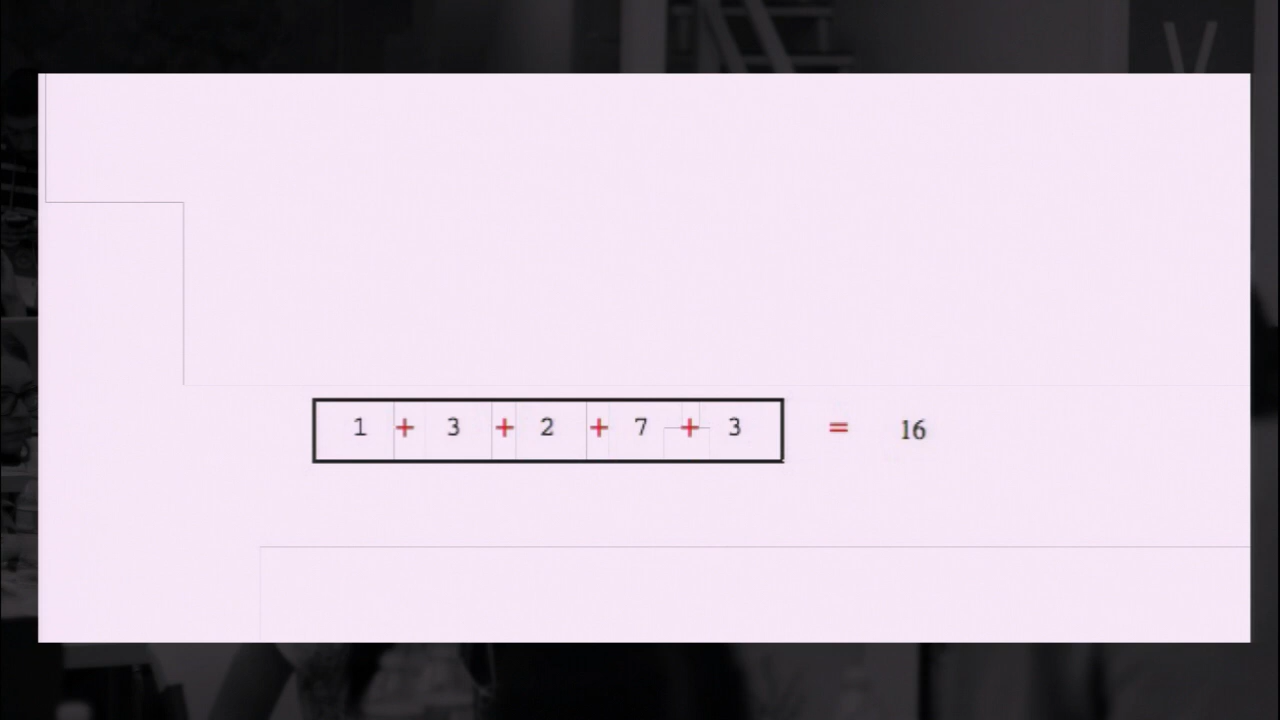 1 + 3 + 2 + 7 + 3 = 16